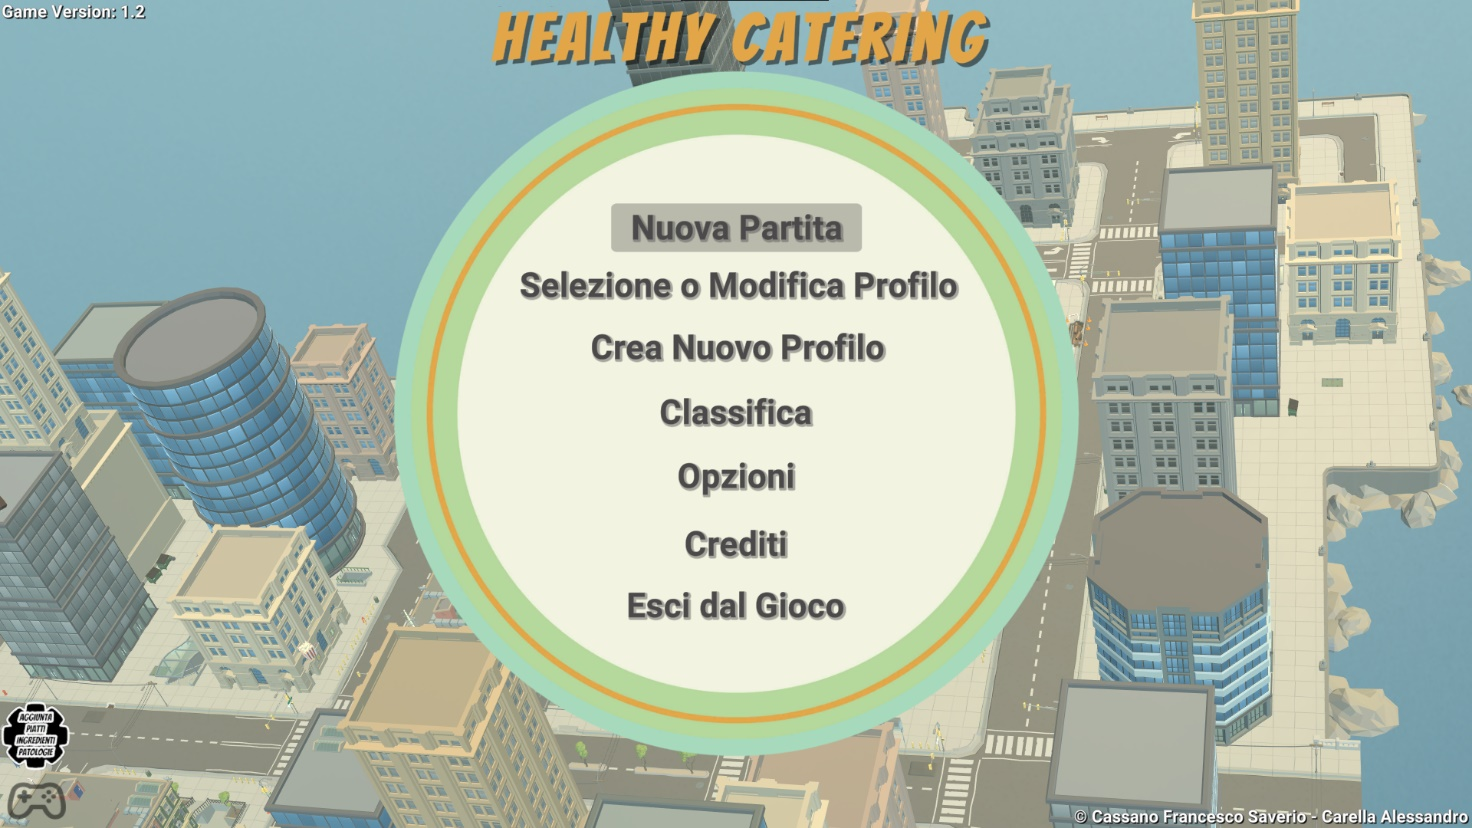 Game Version: 1.2
HEALTHY CATERING
Nuova Partita
Selezione o Modifica Profilo
Crea Nuovo Profilo
Classifica
Opzioni
Crediti
Esci dal Gioco
AGGIUNTA
PIATTI
INGREDIENTI
PATOLOGIE
© Cassano Francesco Saverio - Carella Alessandro